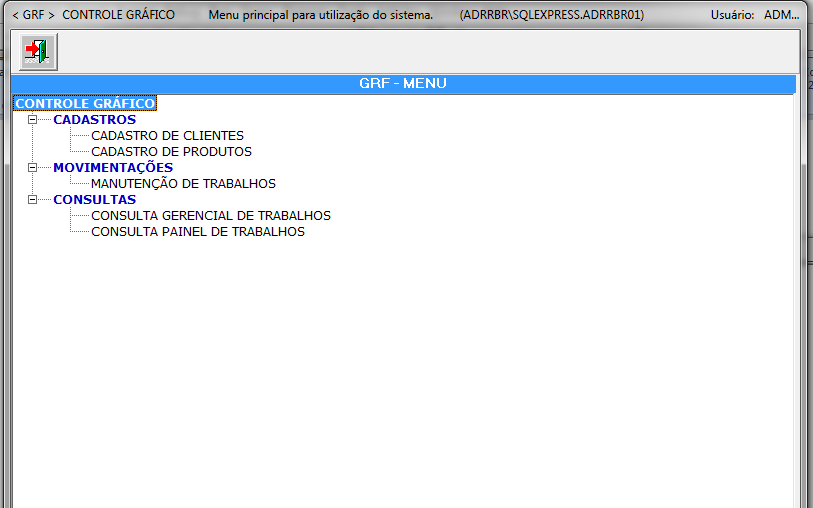 < GRF > CONTROLE GRÁFICO Menu principal para utilização do sistema. (ADRRBR\SQLEXPRESS.ADRRBR01) Usuário: ADM...
GRF - MENU
CONTROLE GRÁFICO
CADASTROS
CADASTRO DE CLIENTES
CADASTRO DE PRODUTOS
MOVIMENTAÇÕES
MANUTENÇÃO DE TRABALHOS
CONSULTAS
CONSULTA GERENCIAL DE TRABALHOS
CONSULTA PAINEL DE TRABALHOS